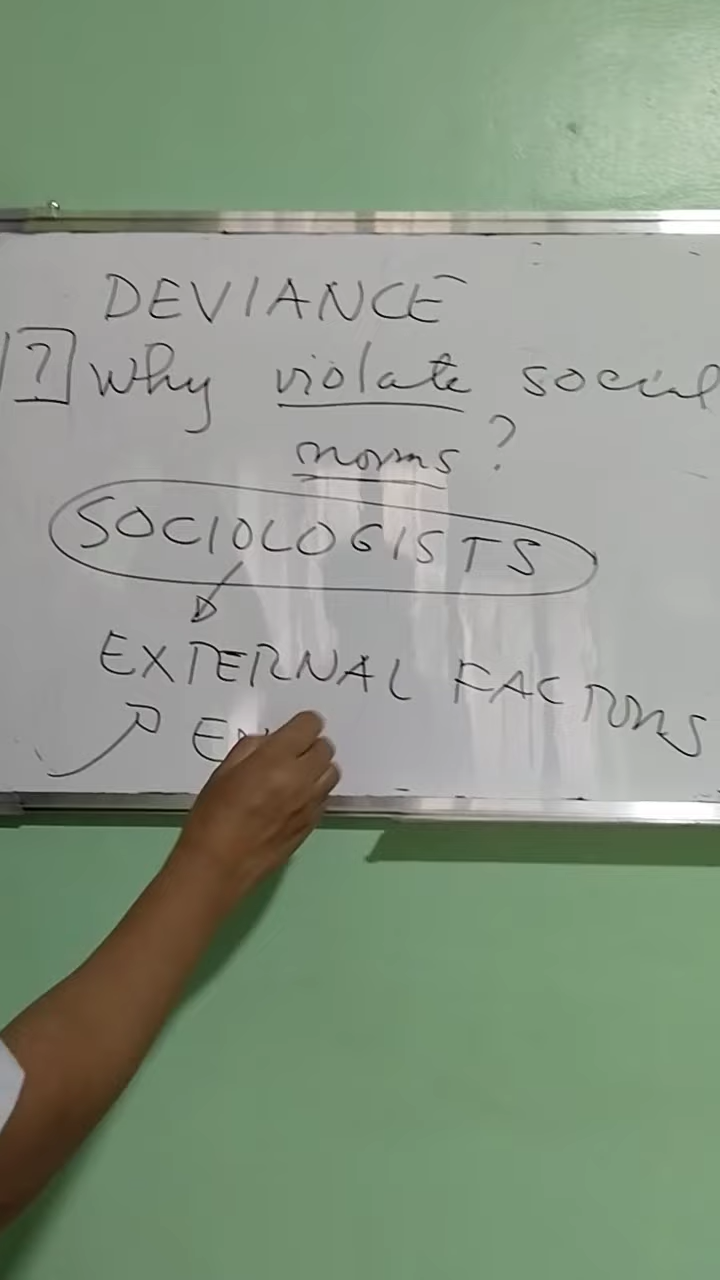 DEVIANCE
? Why violate social
norms?
SOCIOLOGISTS
EXTERNAL FACTORS